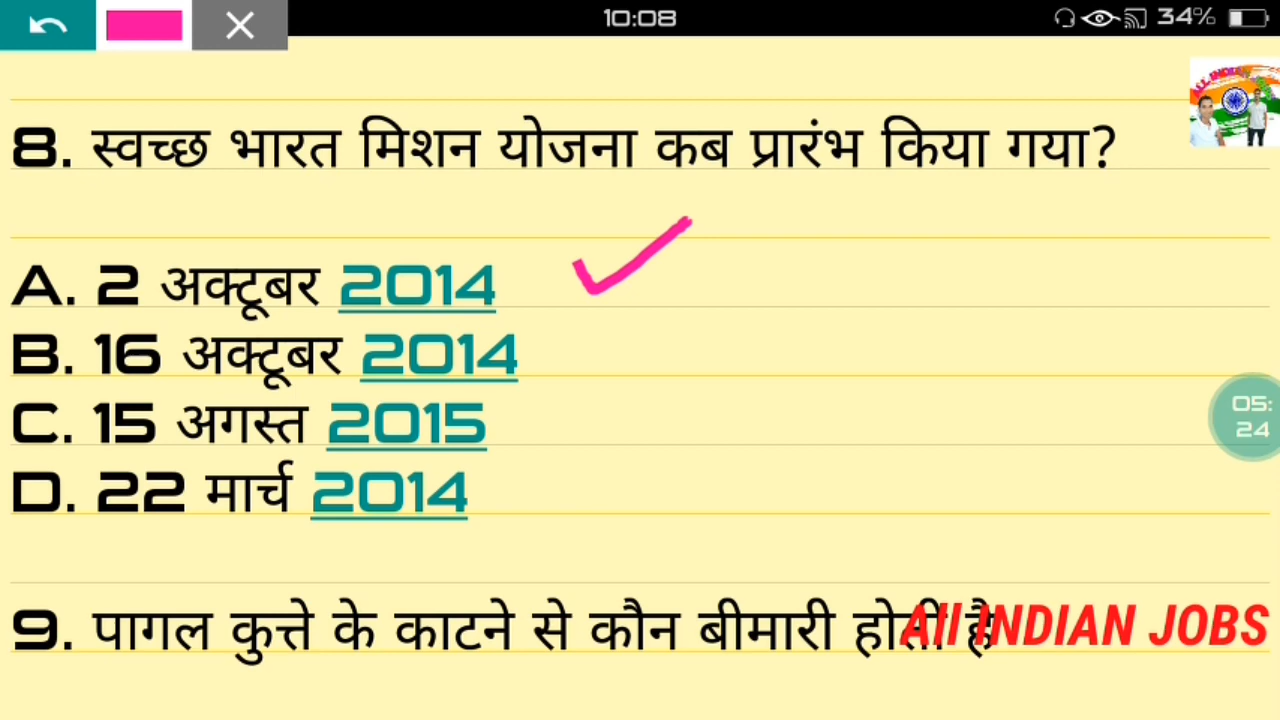 10:08
34%
8. स्वच्छ भारत मिशन योजना कब प्रारंभ किया गया?
A. 2 अक्टूबर 2014
B. 16 अक्टूबर 2014
C. 15 अगस्त 2015
D. 22 मार्च 2014
05:
24
9. पागल कुत्ते के काटने से कौन बीमारी होती है
All INDIAN JOBS